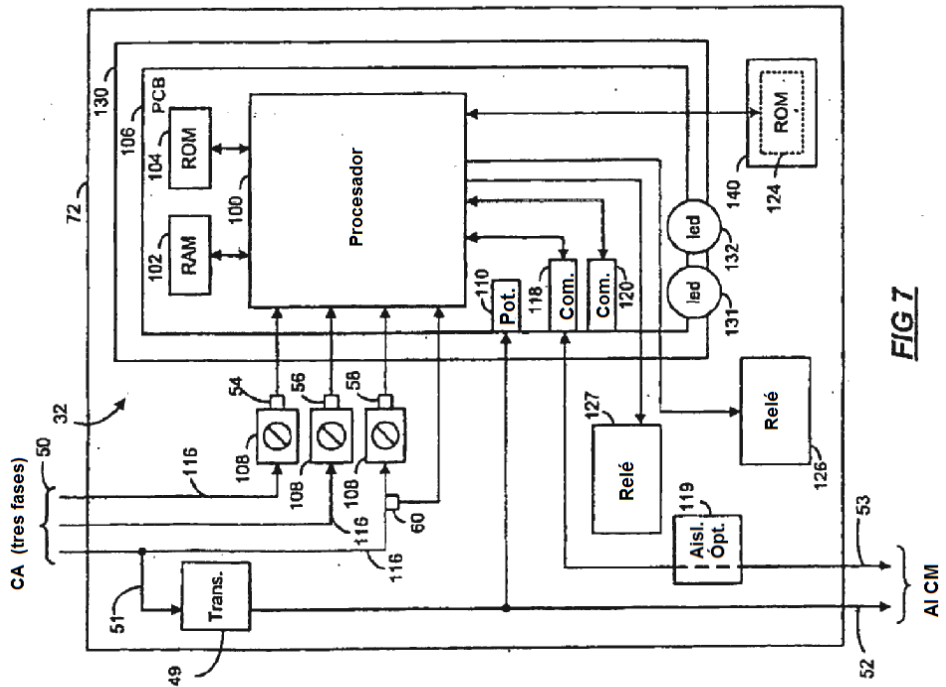 72
130
106
PCB
104
ROM
102
RAM
100
Procesador
32
CA (tres fases)
50
116
54
56
58
108
108
108
116
60
116
51
Trans.
49
110
Pot.
118
Com.
120
Com.
led
led
131
132
140
ROM
124
127
Relé
Relé
126
119
Aisl.
Ópt.
53
52
Al CM
FIG 7